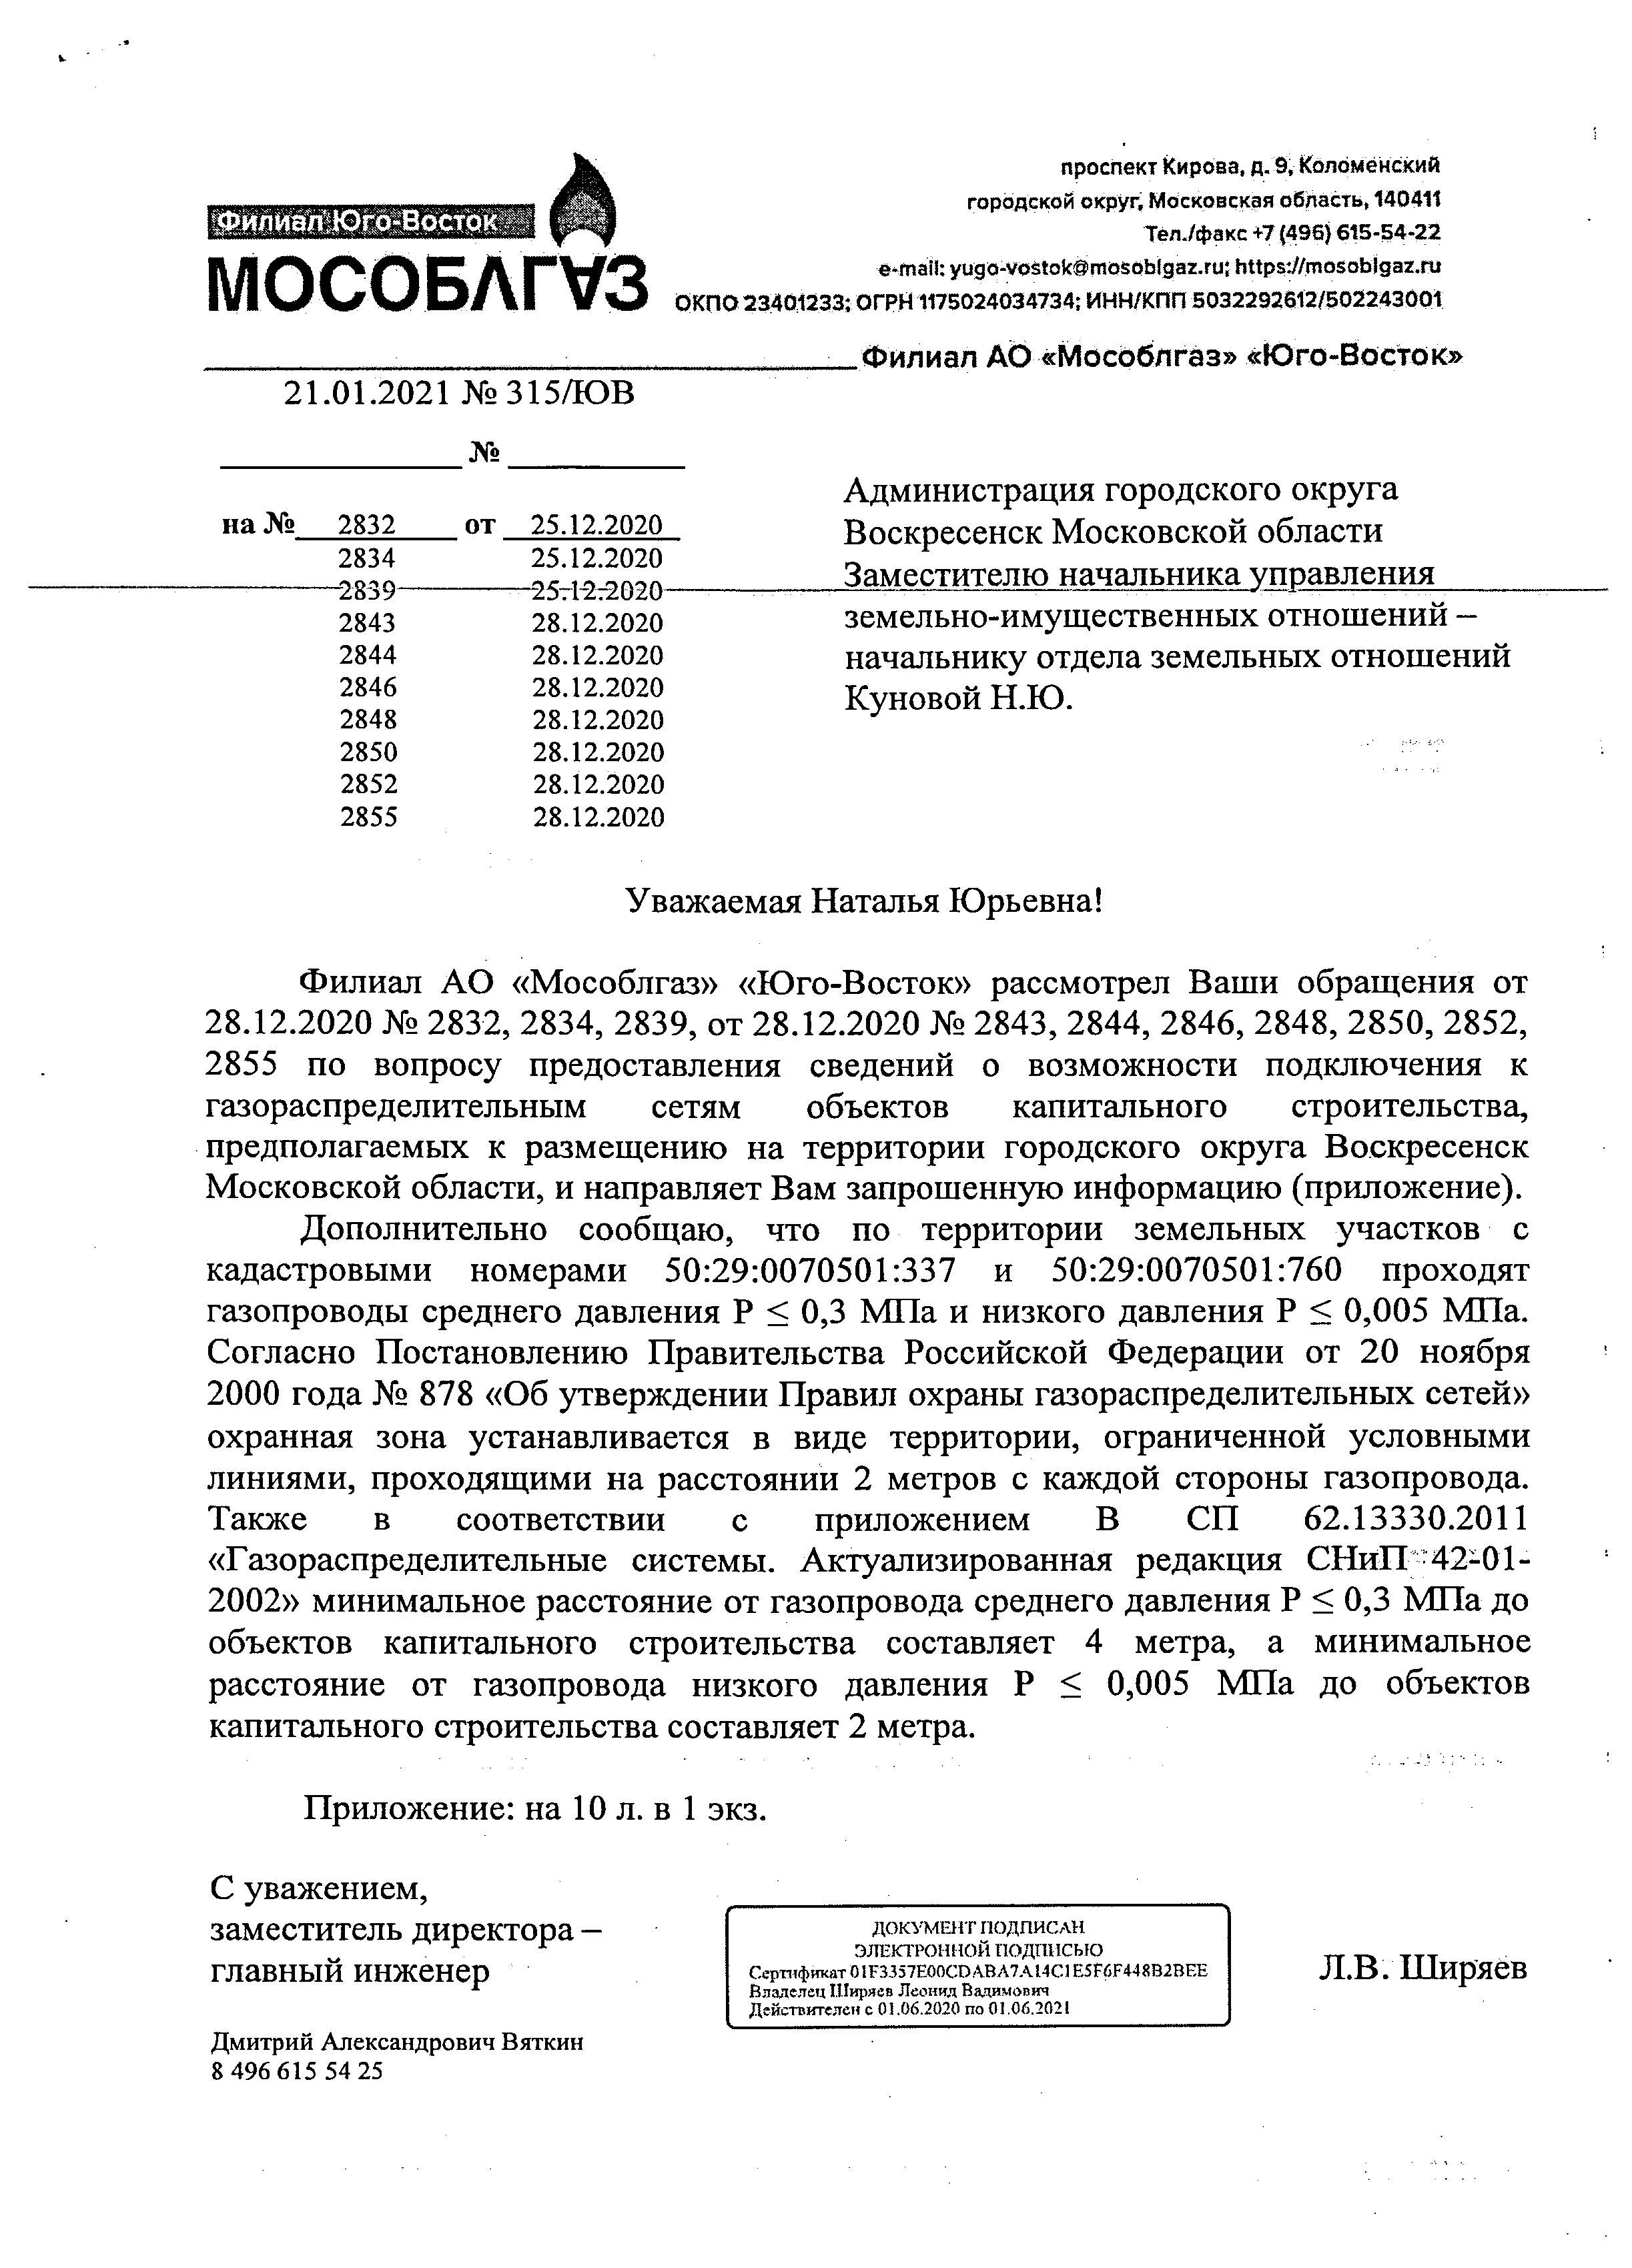 Филиал Юго-Восток
МОСОБЛГАЗ
проспект Кирова, д. 9, Коломенский
городской округ, Московская область, 140411
Тел./факс +7 (496) 615-54-22
e-mail: yugo-vostok@mosoblgaz.ru; https://mosoblgaz.ru
ОКПО 23401233; ОГРН 1175024034734; ИНН/КПП 5032292612/502243001
Филиал АО «Мособлгаз» «Юго-Восток»
21.01.2021 № 315/ЮВ
№
на № 2832 от 25.12.2020
2834 25.12.2020
2839 25.12.2020
2843 28.12.2020
2844 28.12.2020
2846 28.12.2020
2848 28.12.2020
2850 28.12.2020
2852 28.12.2020
2855 28.12.2020
Администрация городского округа
Воскресенск Московской области
Заместителю начальника управления
земельно-имущественных отношений –
начальнику отдела земельных отношений
Куновой Н.Ю.
Уважаемая Наталья Юрьевна!
Филиал АО «Мособлгаз» «Юго-Восток» рассмотрел Ваши обращения от
28.12.2020 № 2832, 2834, 2839, от 28.12.2020 № 2843, 2844, 2846, 2848, 2850, 2852,
2855 по вопросу предоставления сведений о возможности подключения к
газораспределительным сетям объектов капитального строительства,
предполагаемых к размещению на территории городского округа Воскресенск
Московской области, и направляет Вам запрошенную информацию (приложение).
Дополнительно сообщаю, что по территории земельных участков с
кадастровыми номерами 50:29:0070501:337 и 50:29:0070501:760 проходят
газопроводы среднего давления P ≤ 0,3 МПа и низкого давления P ≤ 0,005 МПа.
Согласно Постановлению Правительства Российской Федерации от 20 ноября
2000 года № 878 «Об утверждении Правил охраны газораспределительных сетей»
охранная зона устанавливается в виде территории, ограниченной условными
линиями, проходящими на расстоянии 2 метров с каждой стороны газопровода.
Также в соответствии с приложением В СП 62.13330.2011
«Газораспределительные системы. Актуализированная редакция СНиП 42-01-
2002» минимальное расстояние от газопровода среднего давления P ≤ 0,3 МПа до
объектов капитального строительства составляет 4 метра, а минимальное
расстояние от газопровода низкого давления P ≤ 0,005 МПа до объектов
капитального строительства составляет 2 метра.
Приложение: на 10 л. в 1 экз.
С уважением,
заместитель директора –
главный инженер
ДОКУМЕНТ ПОДПИСАН
ЭЛЕКТРОННОЙ ПОДПИСЬЮ
Сертификат 01F3357E00CDABA7A14C1E5F6F448B2BEE
Владелец Ширяев Леонид Вадимович
Действителен с 01.06.2020 по 01.06.2021
Л.В. Ширяев
Дмитрий Александрович Вяткин
8 496 615 54 25